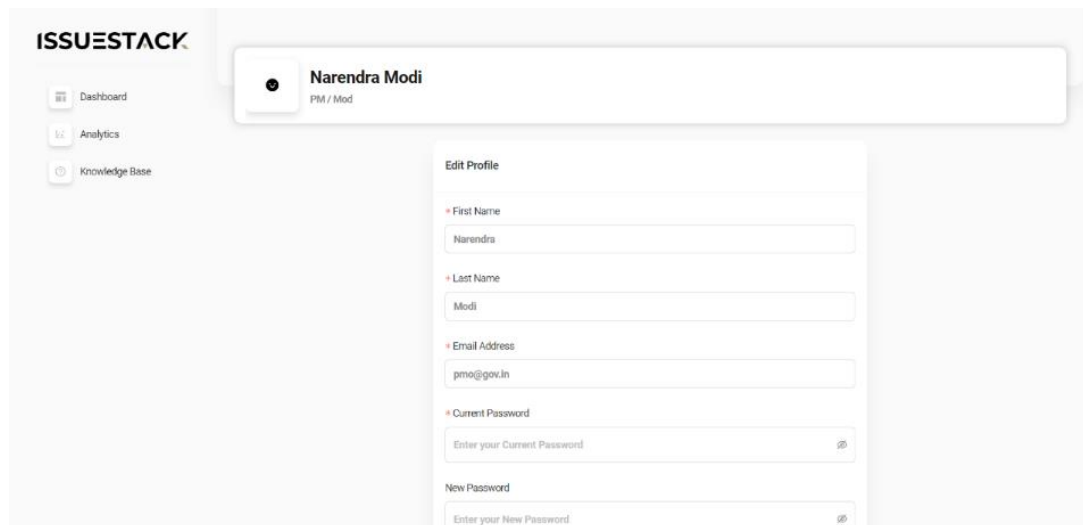 ISSUESTACK
Dashboard
Analytics
Knowledge Base
Narendra Modi
PM / Mod
Edit Profile
* First Name
Narendra
* Last Name
Modi
* Email Address
pmo@gov.in
* Current Password
Enter your Current Password
New Password
Enter your New Password